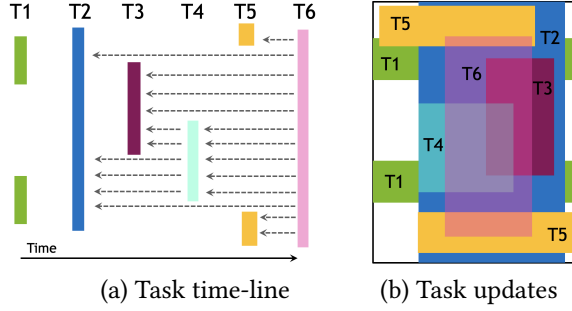 T1 T2 T3 T4 T5 T6
Time
(a) Task time-line
T5
T2
T1
T6
T3
T4
T1
T5
(b) Task updates